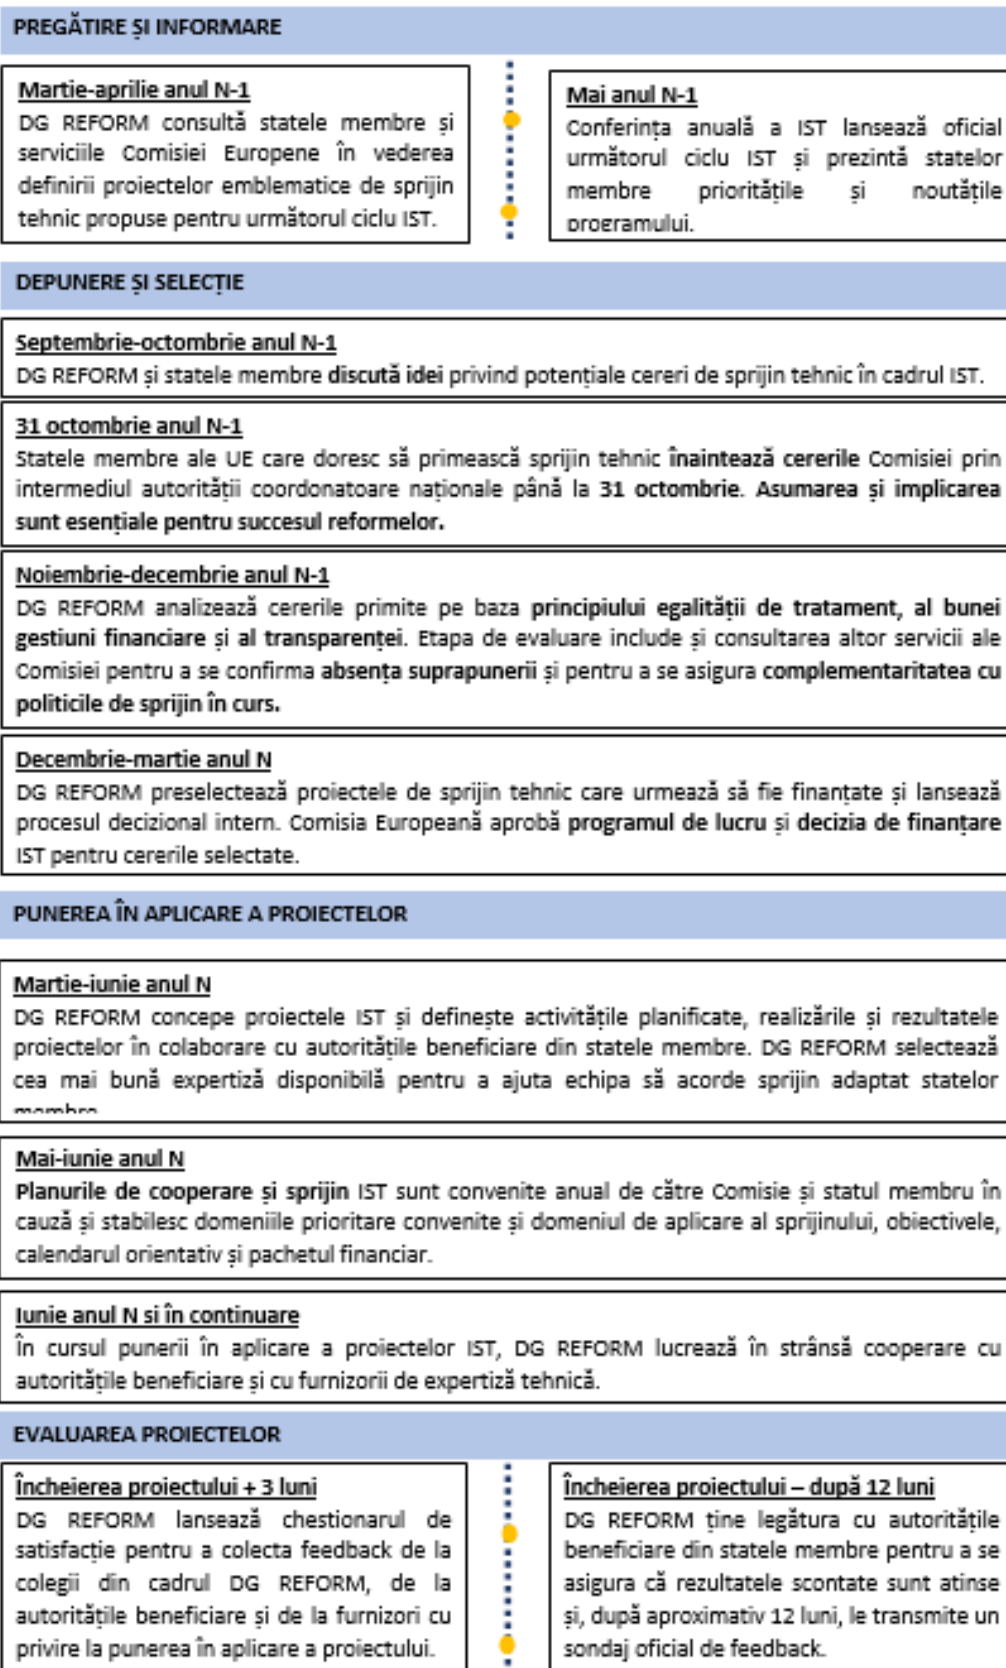 PREGĂTIRE ȘI INFORMARE
Martie-aprilie anul N-1
DG REFORM consultă statele membre și
serviciile Comisiei Europene în vederea
definirii proiectelor emblematice de sprijin
tehnic propuse pentru următorul ciclu IST.
Mai anul N-1
Conferința anuală a IST lansează oficial
următorul ciclu IST și prezintă statelor
membre prioritățile și noutățile
programului.
DEPUNERE ȘI SELECȚIE
Septembrie-octombrie anul N-1
DG REFORM și statele membre discută idei privind potențiale cereri de sprijin tehnic în cadrul IST.
31 octombrie anul N-1
Statele membre ale UE care doresc să primească sprijin tehnic înaintează cererile Comisiei prin
intermediul autorității coordonatoare naționale până la 31 octombrie. Asumarea și implicarea
sunt esențiale pentru succesul reformelor.
Noiembrie-decembrie anul N-1
DG REFORM analizează cererile primite pe baza principiului egalității de tratament, al bunei
gestiuni financiare și al transparenței. Etapa de evaluare include și consultarea altor servicii ale
Comisiei pentru a se confirma absența suprapunerii și pentru a se asigura complementaritatea cu
politicile de sprijin în curs.
Decembrie-martie anul N
DG REFORM preselectează proiectele de sprijin tehnic care urmează să fie finanțate și lansează
procesul decizional intern. Comisia Europeană aprobă programul de lucru și decizia de finanțare
IST pentru cererile selectate.
PUNEREA ÎN APLICARE A PROIECTELOR
Martie-iunie anul N
DG REFORM concepe proiectele IST și definește activitățile planificate, realizările și rezultatele
proiectelor în colaborare cu autoritățile beneficiare din statele membre. DG REFORM selectează
cea mai bună expertiză disponibilă pentru a ajuta echipa să acorde sprijin adaptat statelor
membre.
Mai-iunie anul N
Planurile de cooperare și sprijin IST sunt convenite anual de către Comisie și statul membru în
cauză și stabilesc domeniile prioritare convenite și domeniul de aplicare al sprijinului, obiectivele,
calendarul orientativ și pachetul financiar.
Iunie anul N si în continuare
În cursul punerii în aplicare a proiectelor IST, DG REFORM lucrează în strânsă cooperare cu
autoritățile beneficiare și cu furnizorii de expertiză tehnică.
EVALUAREA PROIECTELOR
Încheierea proiectului + 3 luni
DG REFORM lansează chestionarul de
satisfacție pentru a colecta feedback de la
colegii din cadrul DG REFORM, de la
autoritățile beneficiare și de la furnizori cu
privire la punerea în aplicare a proiectului.
Încheierea proiectului – după 12 luni
DG REFORM ține legătura cu autoritățile
beneficiare din statele membre pentru a se
asigura că rezultatele scontate sunt atinse
și, după aproximativ 12 luni, le transmite un
sondaj oficial de feedback.